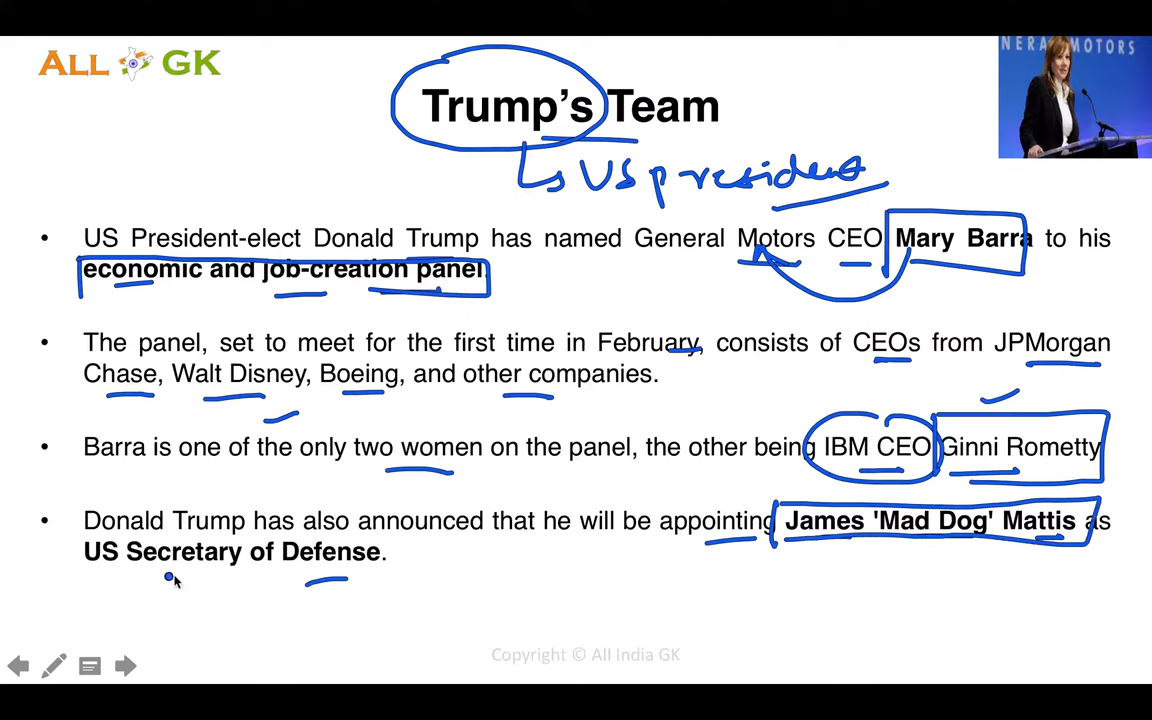 ALL GK
NERA MOTORS
Trump's Team
US president
• US President-elect Donald Trump has named General Motors CEO Mary Barra to his
economic and job-creation panel.
• The panel, set to meet for the first time in February, consists of CEOs from JPMorgan
Chase, Walt Disney, Boeing, and other companies.
• Barra is one of the only two women on the panel, the other being IBM CEO Ginni Rometty
• Donald Trump has also announced that he will be appointing James 'Mad Dog' Mattis as
US Secretary of Defense.
Copyright © All India GK